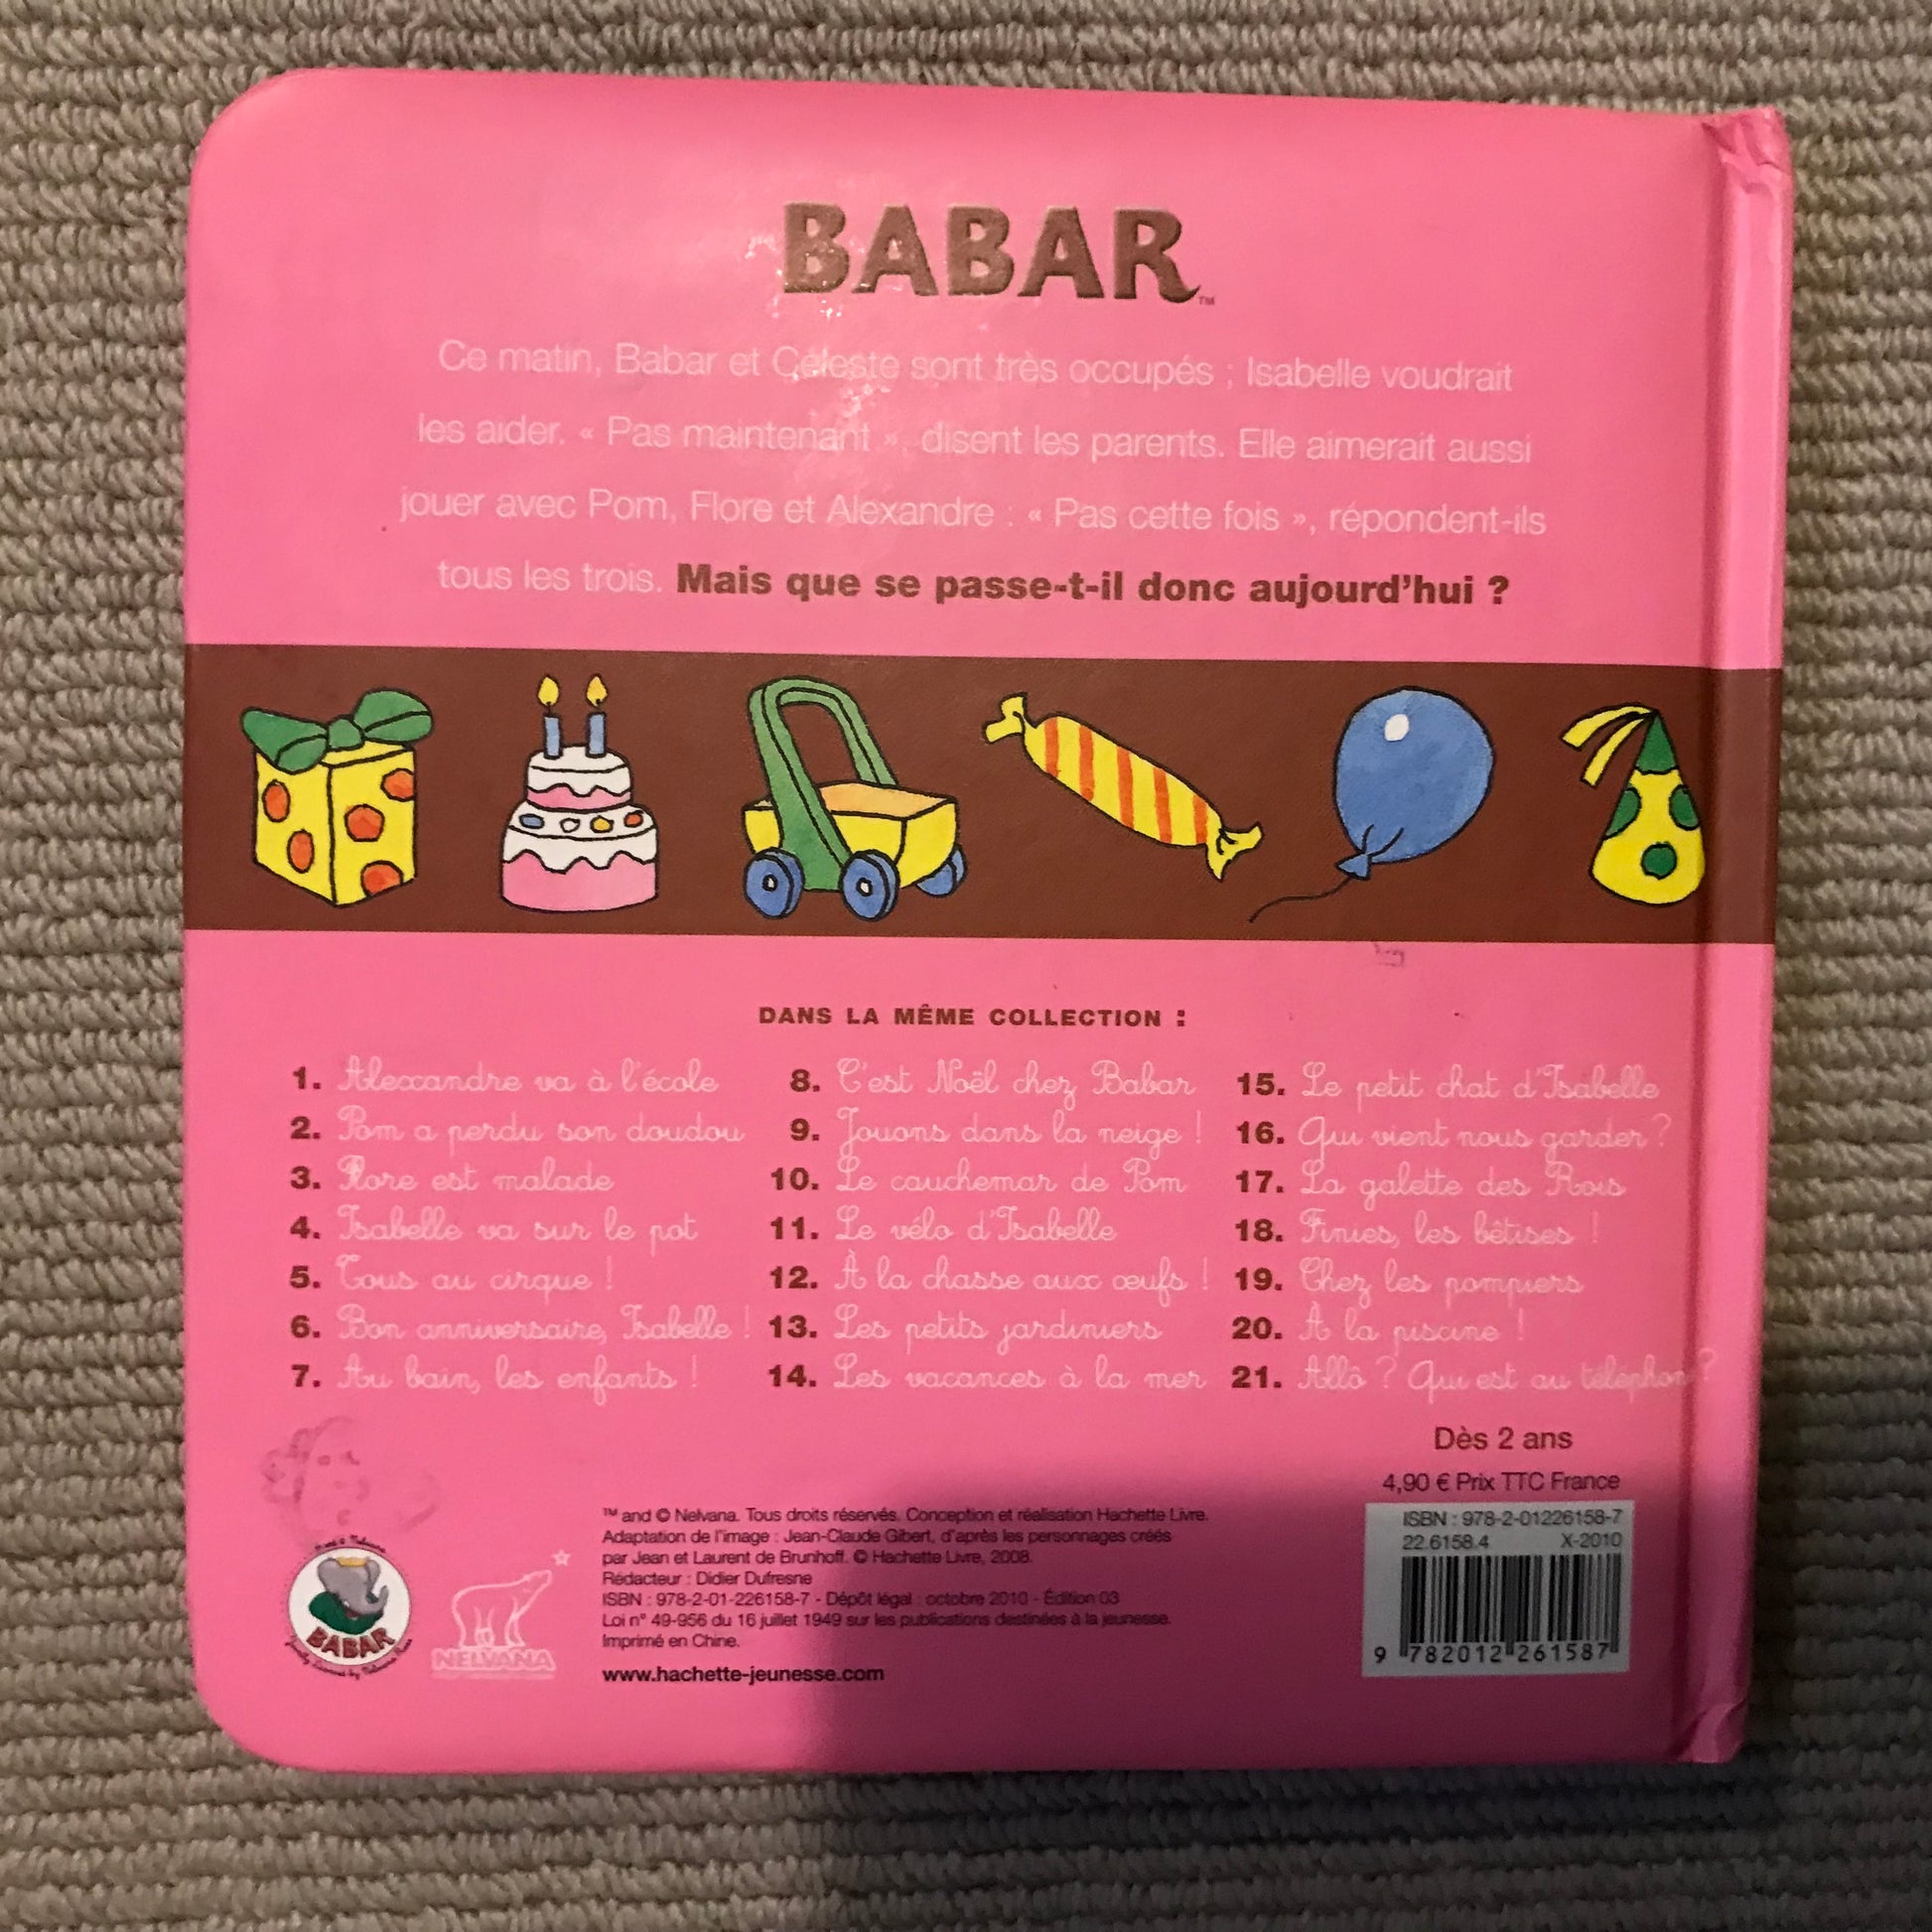 BABAR™
Ce matin, Babar et Céleste sont très occupés ; Isabelle voudrait
les aider. « Pas maintenant », disent les parents. Elle aimerait aussi
jouer avec Pom, Flore et Alexandre : « Pas cette fois », répondent-ils
tous les trois. Mais que se passe-t-il donc aujourd'hui ?
DANS LA MÊME COLLECTION :
1. Alexandre va à l'école
2. Pom a perdu son doudou
3. Flore est malade
4. Isabelle va sur le pot
5. Tous au cirque !
6. Bon anniversaire, Isabelle !
7. Au bain, les enfants !
8. C'est Noël chez Babar
9. Jouons dans la neige !
10. Le cauchemar de Pom
11. Le vélo d'Isabelle
12. À la chasse aux œufs !
13. Les petits jardiniers
14. Les vacances à la mer
15. Le petit chat d'Isabelle
16. Qui vient nous garder ?
17. La galette des Rois
18. Finies, les bêtises !
19. Chez les pompiers
20. À la piscine !
21. Allô ? Qui est au téléphone ?
Dès 2 ans
4,90 € Prix TTC France
ISBN : 978-2-01226158-7
22.6158.4 X-2010
9 782012 261587
BABAR
NELVANA
™ and © Nelvana. Tous droits réservés. Conception et réalisation Hachette Livre.
Adaptation de l'image : Jean-Claude Gibert, d'après les personnages créés
par Jean et Laurent de Brunhoff. © Hachette Livre, 2008.
Rédacteur : Didier Dufresne
ISBN : 978-2-01-226158-7 - Dépôt légal : octobre 2010 - Édition 03
Loi n° 49-956 du 16 juillet 1949 sur les publications destinées à la jeunesse.
Imprimé en Chine.
www.hachette-jeunesse.com